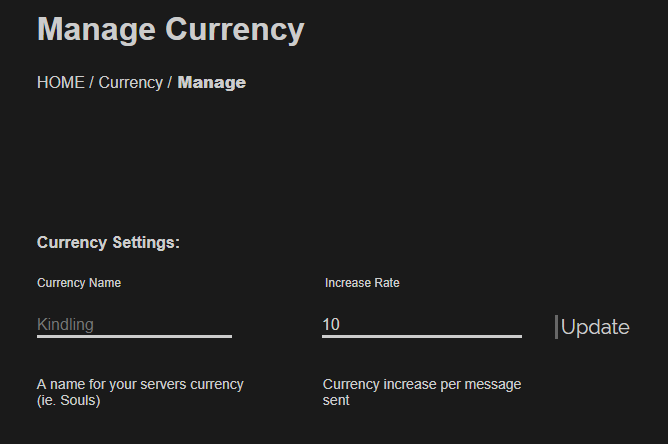 Manage Currency
HOME / Currency / Manage
Currency Settings:
Currency Name
Increase Rate
Kindling
10
Update
A name for your servers currency
(ie. Souls)
Currency increase per message
sent